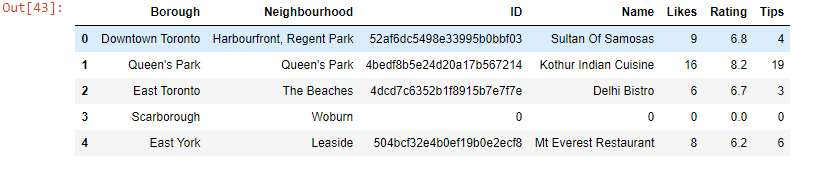 Out[43]:
Borough Neighbourhood ID Name Likes Rating Tips
0 Downtown Toronto Harbourfront, Regent Park 52af6dc5498e33995b0bbf03 Sultan Of Samosas 9 6.8 4
1 Queen's Park Queen's Park 4bedf8b5e24d20a17b567214 Kothur Indian Cuisine 16 8.2 19
2 East Toronto The Beaches 4dcd7c6352b1f8915b7e7f7e Delhi Bistro 6 6.7 3
3 Scarborough Woburn 0 0 0 0.0 0
4 East York Leaside 504bcf32e4b0ef19b0e2ecf8 Mt Everest Restaurant 8 6.2 6